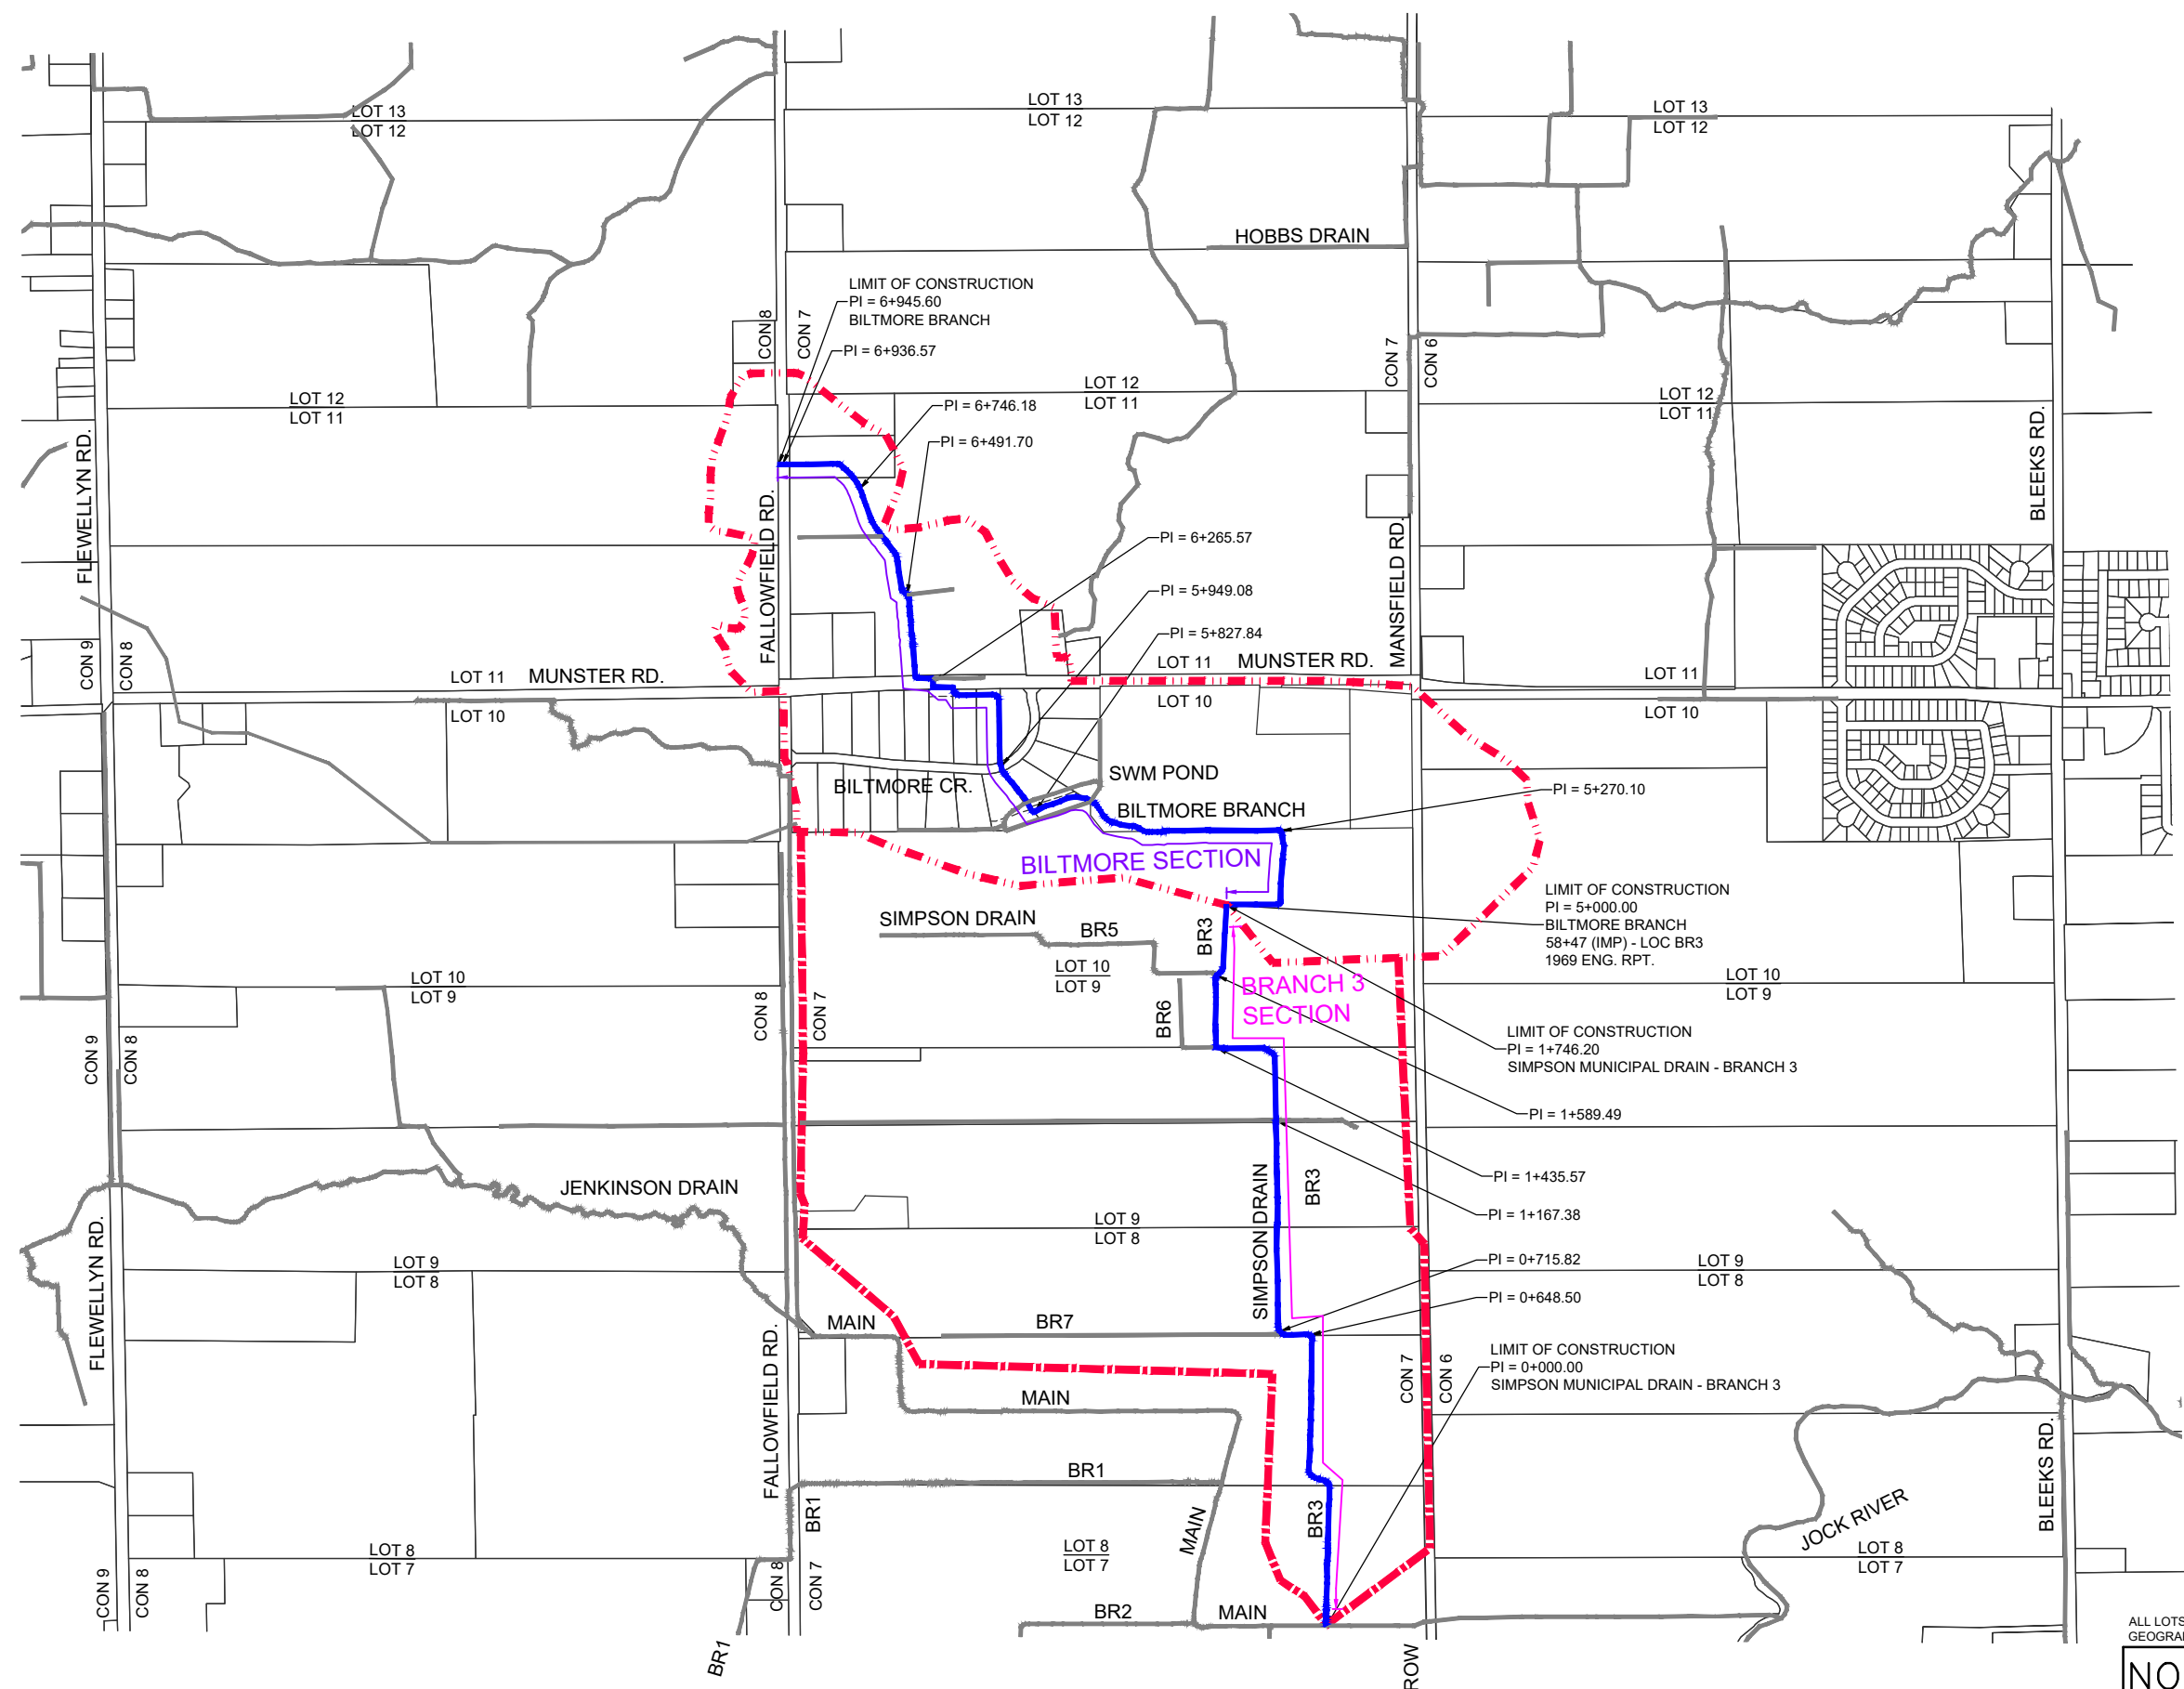 LOT 13
LOT 12
LOT 13
LOT 12
LOT 13
LOT 12
HOBBS DRAIN
LIMIT OF CONSTRUCTION
PI = 6+945.60
BILTMORE BRANCH
CON 8
CON 7
PI = 6+936.57
CON 7
CON 6
LOT 12
LOT 11
LOT 12
LOT 11
LOT 12
LOT 11
PI = 6+746.18
PI = 6+491.70
FLEWELLYN RD.
FALLOWFIELD RD.
MANSFIELD RD.
BLEEKS RD.
PI = 6+265.57
PI = 5+949.08
PI = 5+827.84
CON 9
CON 8
LOT 11
MUNSTER RD.
LOT 10
LOT 11
MUNSTER RD.
LOT 10
LOT 11
LOT 10
BILTMORE CR.
SWM POND
BILTMORE BRANCH
PI = 5+270.10
BILTMORE SECTION
LIMIT OF CONSTRUCTION
PI = 5+000.00
BILTMORE BRANCH
58+47 (IMP) - LOC BR3
1969 ENG. RPT.
SIMPSON DRAIN
BR5
BR3
LOT 10
LOT 9
LOT 10
LOT 9
LOT 10
LOT 9
BRANCH 3
SECTION
BR6
CON 8
CON 7
CON 9
CON 8
LIMIT OF CONSTRUCTION
PI = 1+746.20
SIMPSON MUNICIPAL DRAIN - BRANCH 3
PI = 1+589.49
PI = 1+435.57
JENKINSON DRAIN
BR3
SIMPSON DRAIN
PI = 1+167.38
LOT 9
LOT 8
LOT 9
LOT 8
LOT 9
LOT 8
PI = 0+715.82
PI = 0+648.50
FLEWELLYN RD.
FALLOWFIELD RD.
MAIN
BR7
LIMIT OF CONSTRUCTION
PI = 0+000.00
SIMPSON MUNICIPAL DRAIN - BRANCH 3
CON 7
CON 6
MAIN
BR1
BR1
MAIN
BR3
JOCK RIVER
BLEEKS RD.
LOT 8
LOT 7
LOT 8
LOT 7
LOT 8
LOT 7
CON 9
CON 8
CON 8
CON 7
BR2
MAIN
BR1
ROW
ALL LOTS
GEOGRA
NO